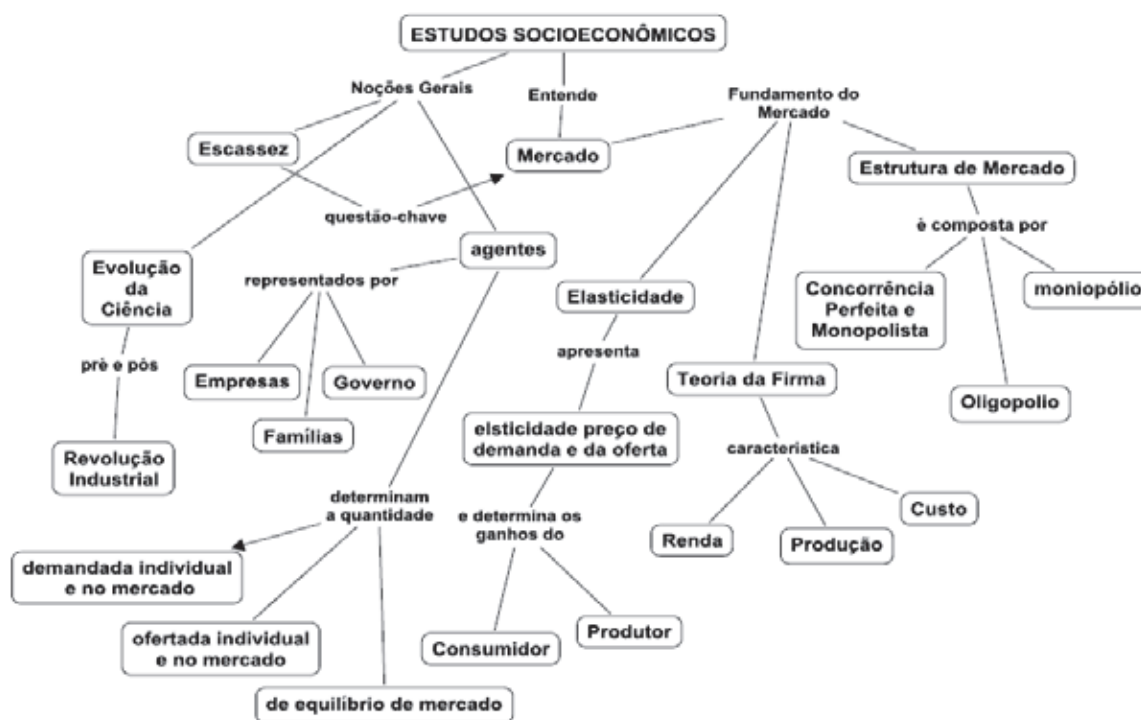 ESTUDOS SOCIOECONÔMICOS
Noções Gerais
Entende
Fundamento do
Mercado
Escassez
Mercado
Estrutura de Mercado
questão-chave
è composta por
agentes
Evolução
da
Ciência
representados por
Elasticidade
Concorrência
Perfeita e
Monopolista
moniopólio
prè e pòs
apresenta
Empresas
Governo
Teoria da Firma
Oligopolio
Famílias
elsticidade preço de
demanda e da oferta
Revolução
Industrial
caracteristica
determinam
a quantidade
e determina os
ganhos do
Custo
Renda
Produção
demandada individual
e no mercado
ofertada individual
e no mercado
Consumidor
Produtor
de equilíbrio de mercado